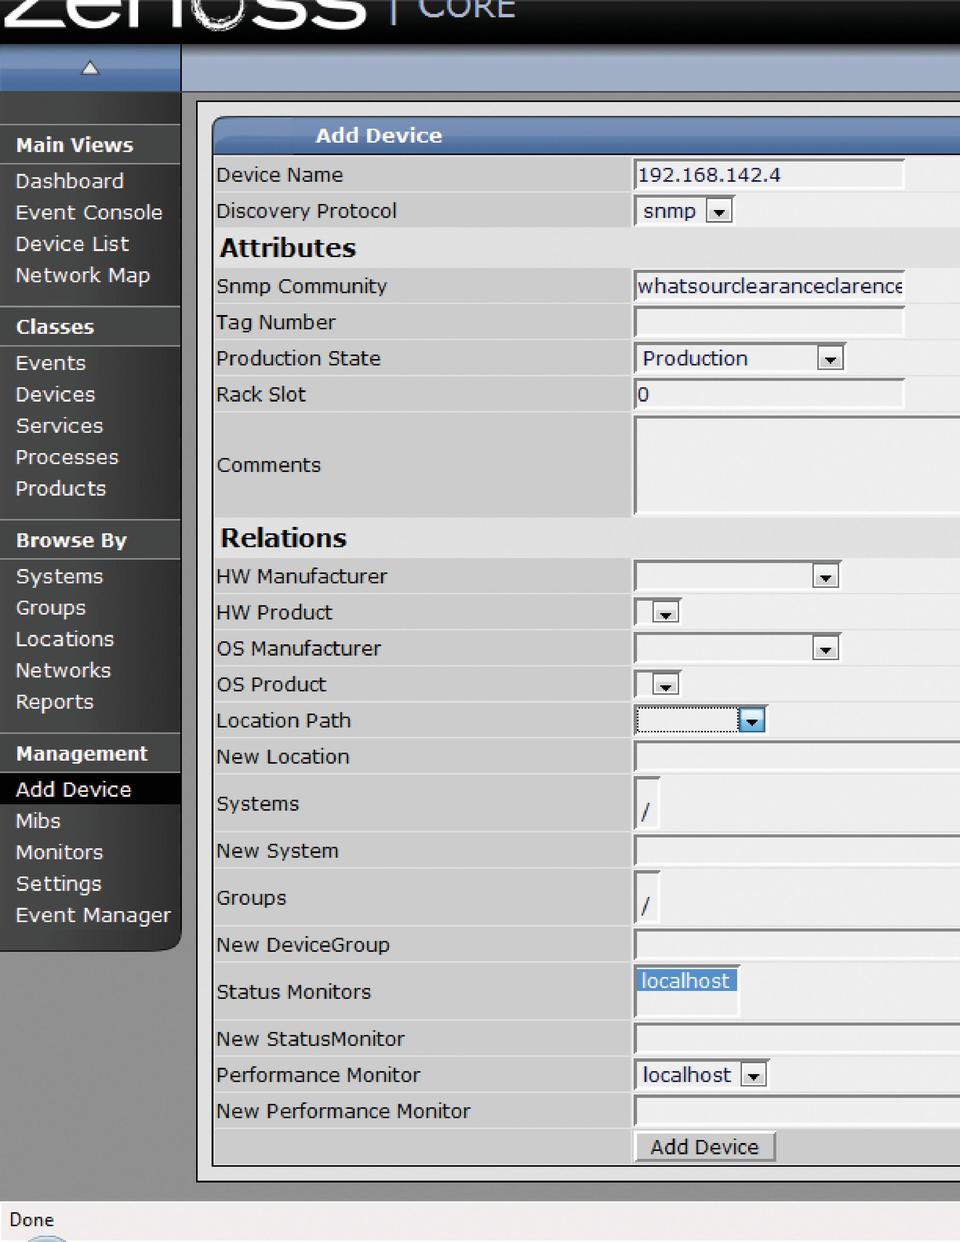 Zenoss | CORE
Main Views
Dashboard
Event Console
Device List
Network Map
Classes
Events
Devices
Services
Processes
Products
Browse By
Systems
Groups
Locations
Networks
Reports
Management
Add Device
Mibs
Monitors
Settings
Event Manager
Add Device
Device Name 192.168.142.4
Discovery Protocol snmp
Attributes
Snmp Community whatsourclearanceclarence
Tag Number
Production State Production
Rack Slot 0
Comments
Relations
HW Manufacturer
HW Product
OS Manufacturer
OS Product
Location Path
New Location
Systems /
New System
Groups /
New DeviceGroup
Status Monitors localhost
New StatusMonitor
Performance Monitor localhost
New Performance Monitor
Add Device
Done